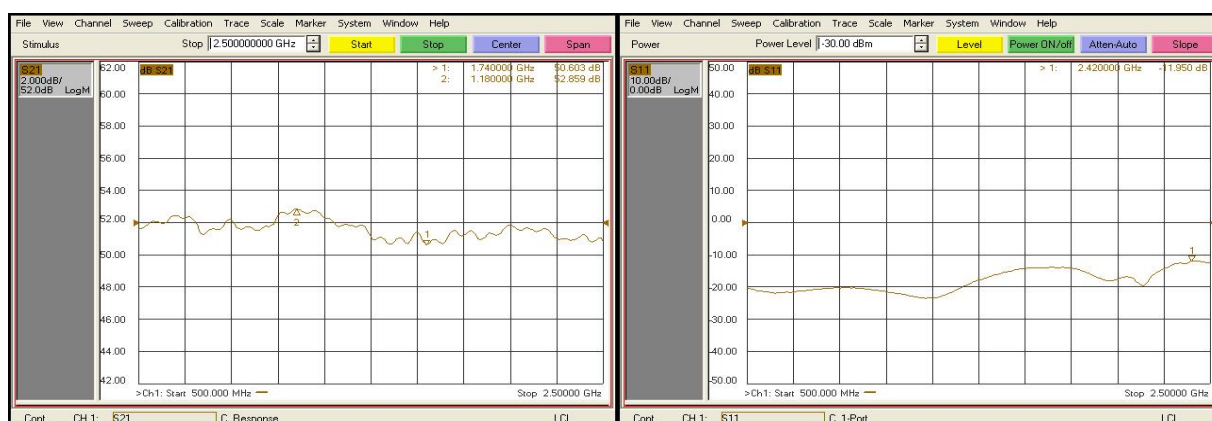 File View Channel Sweep Calibration Trace Scale Marker System Window Help
Stimulus Stop 2.500000000 GHz Start Stop Center Span
S21
2.000dB/
52.0dB LogM
62.00
60.00
58.00
56.00
54.00
52.00
50.00
48.00
46.00
44.00
42.00
dB S21
> 1: 1.740000 GHz 50.603 dB
2: 1.180000 GHz 52.859 dB
2
1
>Ch1: Start 500.000 MHz Stop 2.50000 GHz
Cont. CH 1: S21 C Response LCL
File View Channel Sweep Calibration Trace Scale Marker System Window Help
Power Power Level -30.00 dBm Level Power ON/off Atten-Auto Slope
S11
10.00dB/
0.00dB LogM
50.00
40.00
30.00
20.00
10.00
0.00
-10.00
-20.00
-30.00
-40.00
-50.00
dB S11
> 1: 2.420000 GHz -11.950 dB
1
>Ch1: Start 500.000 MHz Stop 2.50000 GHz
Cont. CH 1: S11 C 1-Port LCL